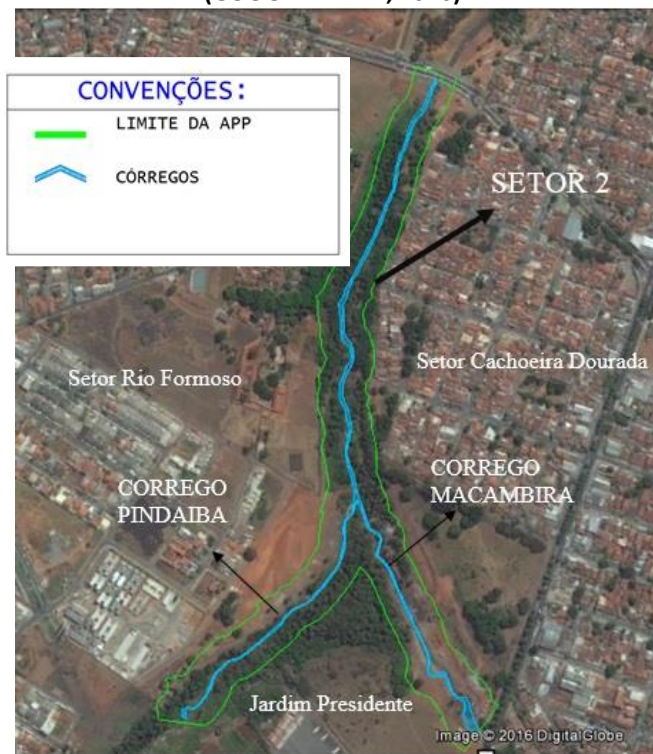 CONVENÇÕES:
LIMITE DA APP
CÓRREGOS
SETOR 2
Setor Rio Formoso
Setor Cachoeira Dourada
CORREGO
PINDAIBA
CORREGO
MACAMBIRA
Jardim Presidente
Image © 2016 DigitalGlobe